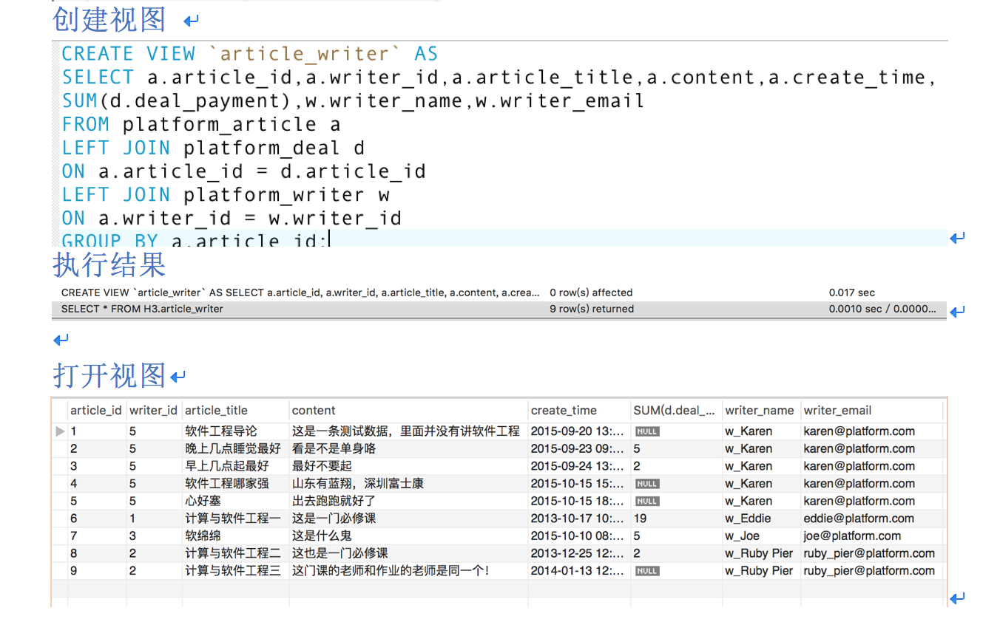 创建视图
CREATE VIEW `article_writer` AS
SELECT a.article_id,a.writer_id,a.article_title,a.content,a.create_time,
SUM(d.deal_payment),w.writer_name,w.writer_email
FROM platform_article a
LEFT JOIN platform_deal d
ON a.article_id = d.article_id
LEFT JOIN platform_writer w
ON a.writer_id = w.writer_id
GROUP BY a.article_id;
执行结果
CREATE VIEW `article_writer` AS SELECT a.article_id, a.writer_id, a.article_title, a.content, a.crea... 0 row(s) affected 0.017 sec
SELECT * FROM H3.article_writer 9 row(s) returned 0.0010 sec / 0.0000...
打开视图
article_id writer_id article_title content create_time SUM(d.deal_... writer_name writer_email
1 5 软件工程导论 这是一条测试数据，里面并没有讲软件工程 2015-09-20 13:... NULL w_Karen karen@platform.com
2 5 晚上几点睡觉最好 看是不是单身咯 2015-09-23 09:... 5 w_Karen karen@platform.com
3 5 早上几点起最好 最好不要起 2015-09-24 13:... 2 w_Karen karen@platform.com
4 5 软件工程哪家强 山东有蓝翔，深圳富士康 2015-10-15 15:... NULL w_Karen karen@platform.com
5 5 心好塞 出去跑跑就好了 2015-10-15 18:... NULL w_Karen karen@platform.com
6 1 计算与软件工程一 这是一门必修课 2013-10-17 10:... 19 w_Eddie eddie@platform.com
7 3 软绵绵 这是什么鬼 2015-10-10 08:... 5 w_Joe joe@platform.com
8 2 计算与软件工程二 这也是一门必修课 2013-12-25 12:... 2 w_Ruby Pier ruby_pier@platform.com
9 2 计算与软件工程三 这门课的老师和作业的老师是同一个！ 2014-01-13 12:... NULL w_Ruby Pier ruby_pier@platform.com